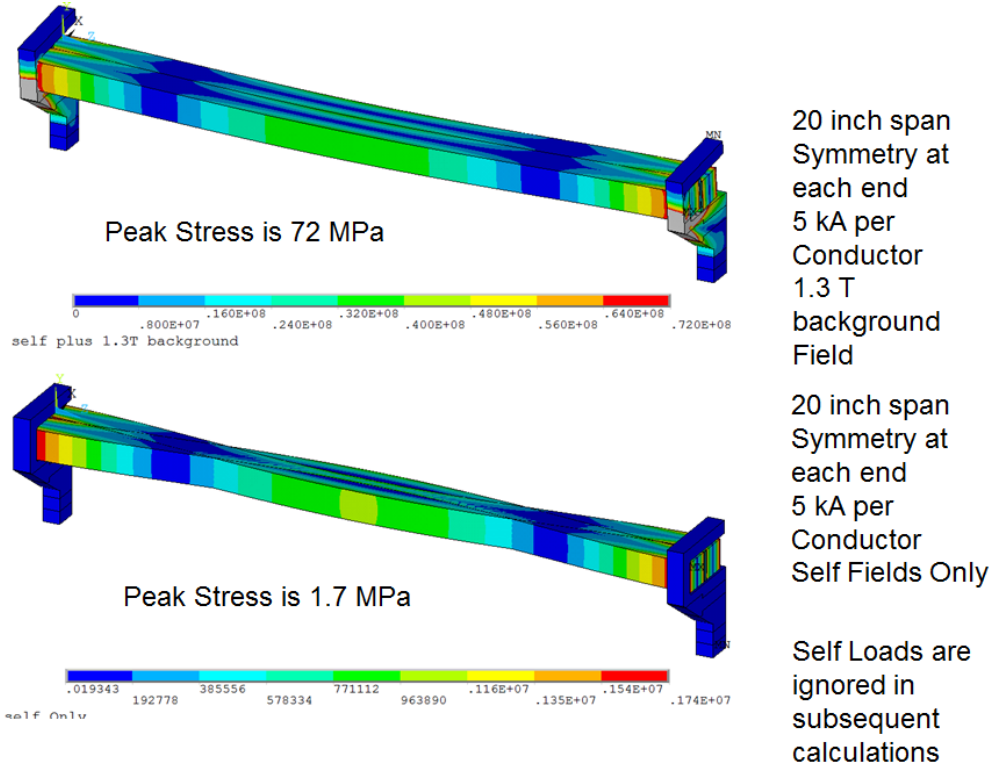 Y
X
Z
MN
MX
20 inch span
Symmetry at
each end
5 kA per
Conductor
1.3 T
background
Field
Peak Stress is 72 MPa
0 .160E+08 .320E+08 .480E+08 .640E+08
.800E+07 .240E+08 .400E+08 .560E+08 .720E+08
self plus 1.3T background
Y
X
Z
20 inch span
Symmetry at
each end
5 kA per
Conductor
Self Fields Only
Peak Stress is 1.7 MPa
.019343 385556 771112 .116E+07 .154E+07
192778 578334 963890 .135E+07 .174E+07
self Only
Self Loads are
ignored in
subsequent
calculations